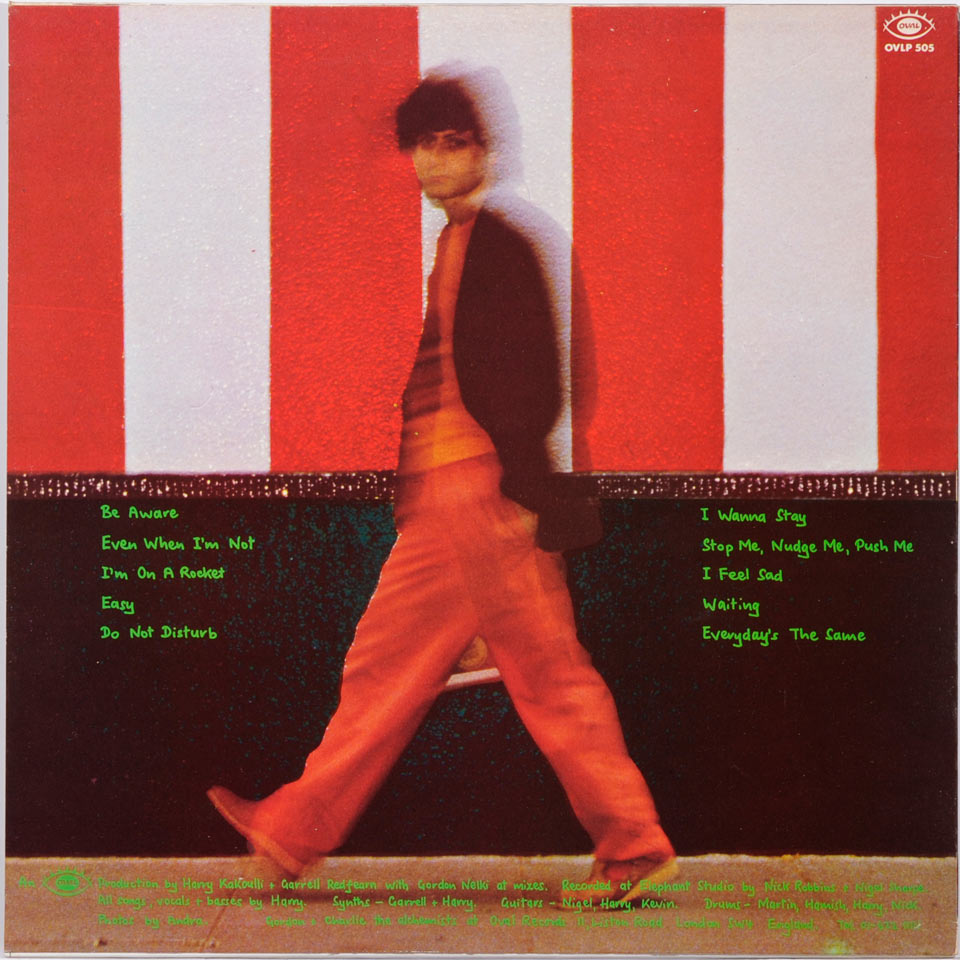 OVAL
OVLP 505
Be Aware
Even When I'm Not
I'm On A Rocket
Easy
Do Not Disturb
I Wanna Stay
Stop Me, Nudge Me, Push Me
I Feel Sad
Waiting
Everyday's The Same
An OVAL Production by Harry Kakoulli + Garrell Redfearn with Gordon Nelki at mixes. Recorded at Elephant Studio by Nick Robbins + Nigel
All songs, vocals + basses by Harry. Synths - Garrell + Harry. Guitars - Nigel, Harry, Kevin. Drums - Martin, Hamish, Harry, Nick.
Photos by Gordon + Charlie the alchemists at Oval Records 11, Liston Road London SW4 England